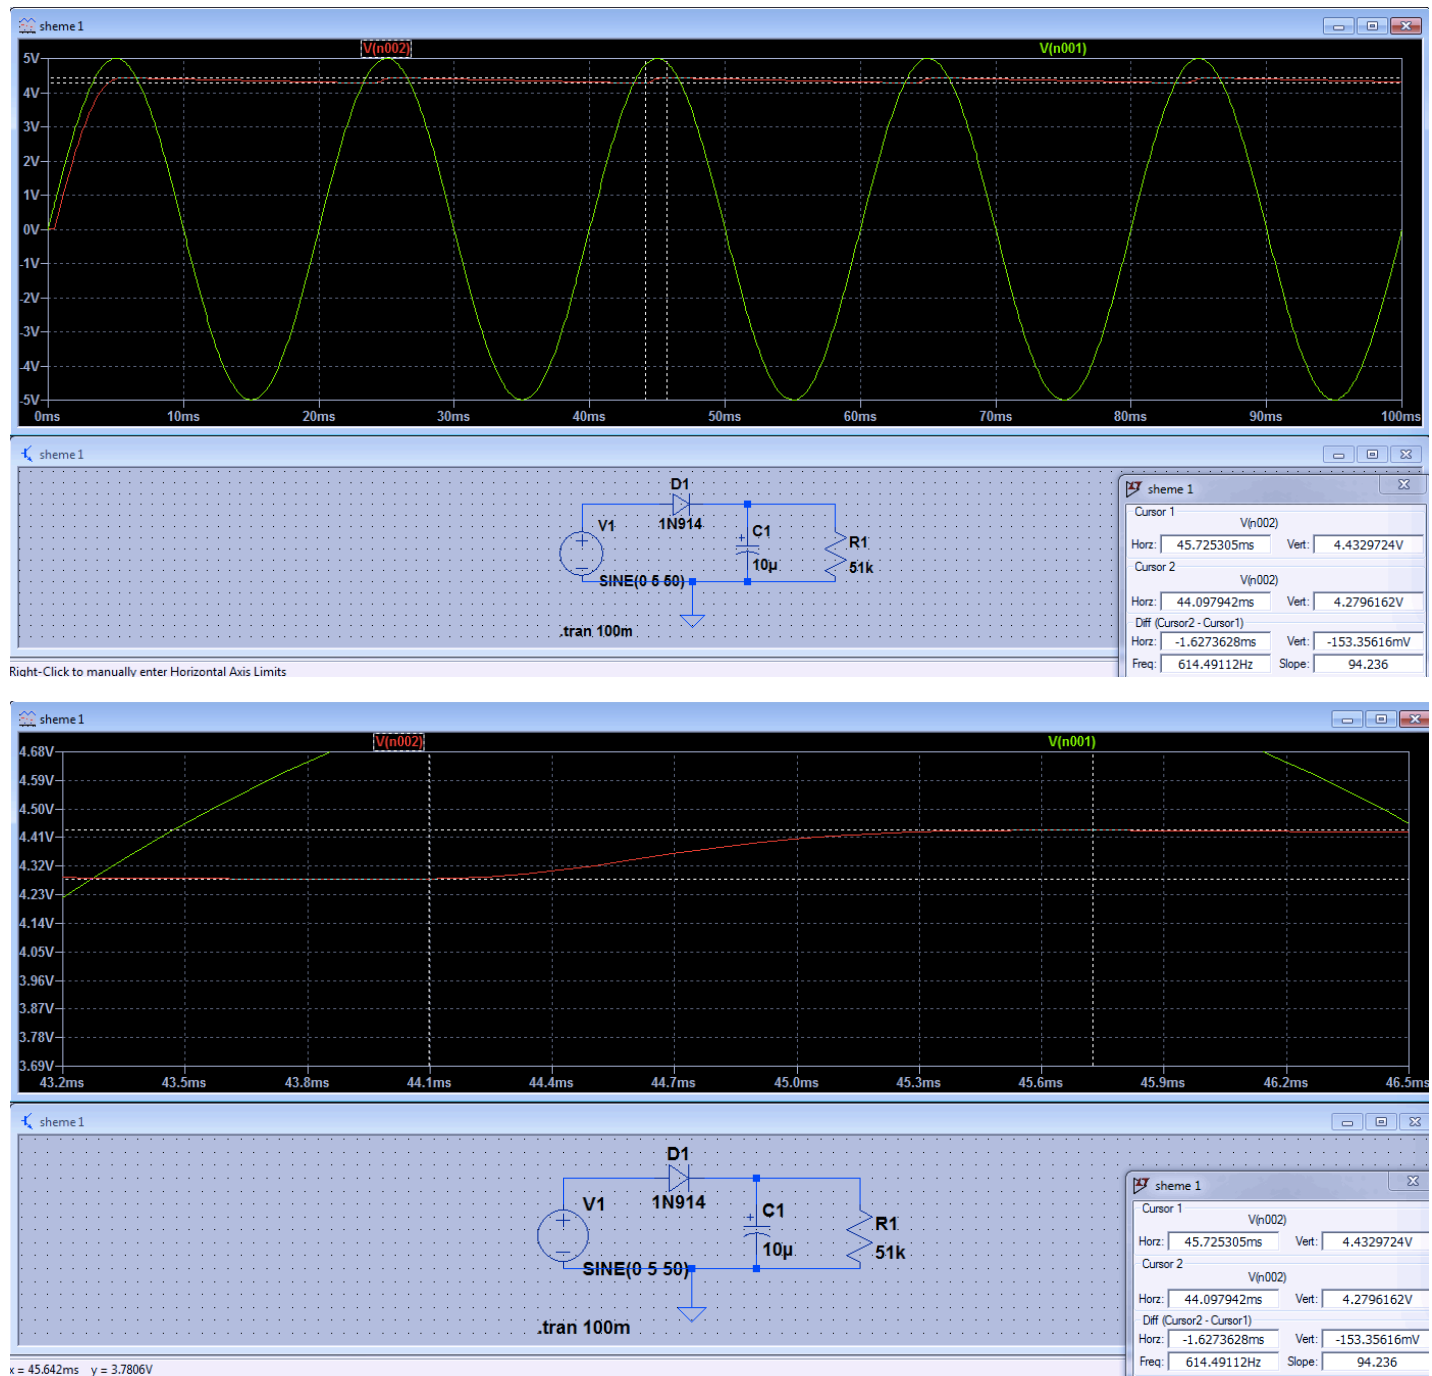 sheme 1
V(n002) V(n001)
5V
4V
3V
2V
1V
0V
-1V
-2V
-3V
-4V
-5V
0ms 10ms 20ms 30ms 40ms 50ms 60ms 70ms 80ms 90ms 100ms
sheme 1
D1
1N914
V1
C1
10µ
R1
51k
SINE(0 5 50)
.tran 100m
sheme 1
Cursor 1
V(n002)
Horz: 45.725305ms Vert: 4.4329724V
Cursor 2
V(n002)
Horz: 44.097942ms Vert: 4.2796162V
Diff (Cursor2 - Cursor1)
Horz: -1.6273628ms Vert: -153.35616mV
Freq: 614.49112Hz Slope: 94.236
Right-Click to manually enter Horizontal Axis Limits
sheme 1
V(n002) V(n001)
4.68V
4.59V
4.50V
4.41V
4.32V
4.23V
4.14V
4.05V
3.96V
3.87V
3.78V
3.69V
43.2ms 43.5ms 43.8ms 44.1ms 44.4ms 44.7ms 45.0ms 45.3ms 45.6ms 45.9ms 46.2ms 46.5ms
sheme 1
D1
1N914
V1
C1
10µ
R1
51k
SINE(0 5 50)
.tran 100m
sheme 1
Cursor 1
V(n002)
Horz: 45.725305ms Vert: 4.4329724V
Cursor 2
V(n002)
Horz: 44.097942ms Vert: 4.2796162V
Diff (Cursor2 - Cursor1)
Horz: -1.6273628ms Vert: -153.35616mV
Freq: 614.49112Hz Slope: 94.236
x = 45.642ms y = 3.7806V